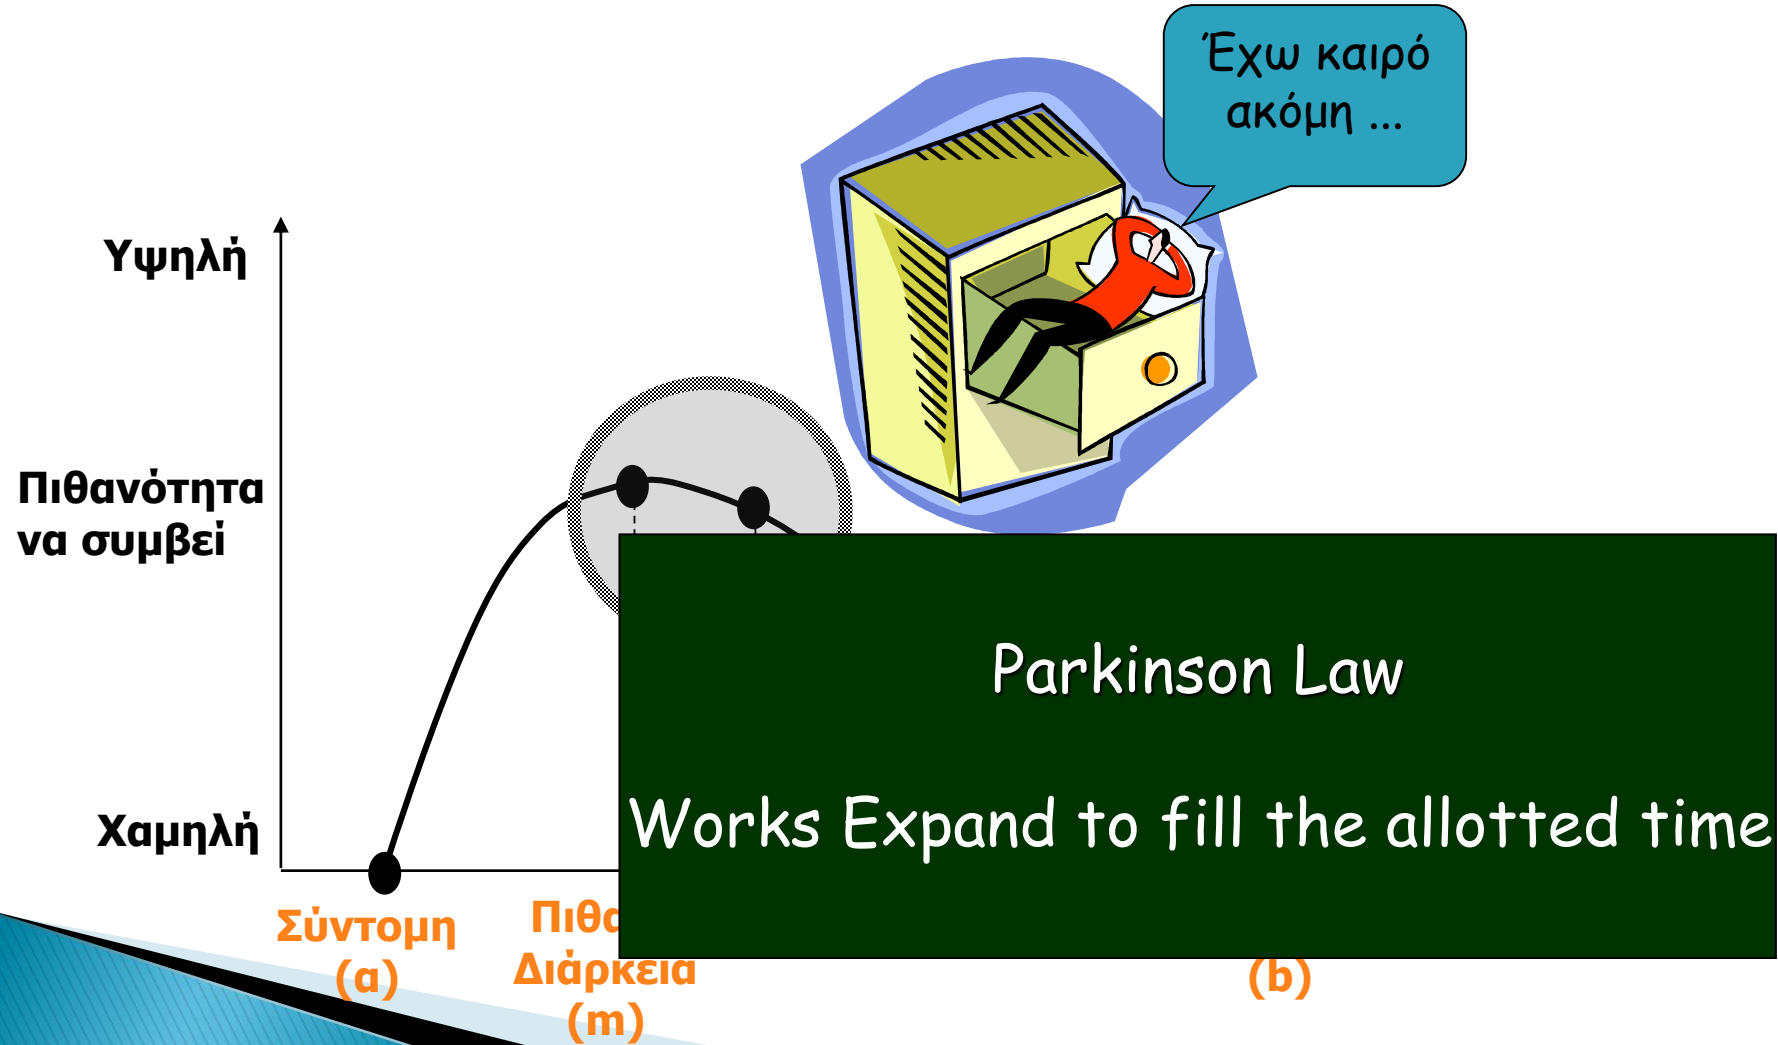 Έχω καιρό
ακόμη ...
Υψηλή
Πιθανότητα
να συμβεί
Χαμηλή
Parkinson Law
Works Expand to fill the allotted time
Σύντομη
(a)
Διάρκεια
(m)
(b)